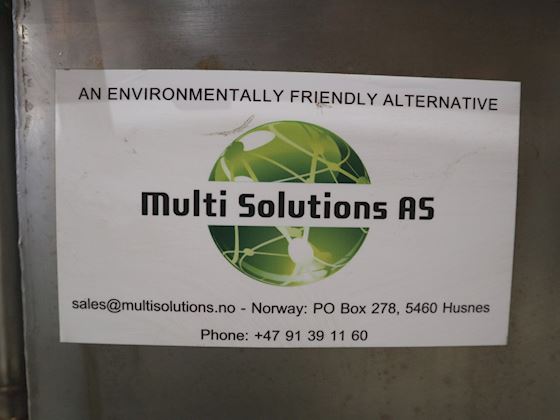 AN ENVIRONMENTALLY FRIENDLY ALTERNATIVE
Multi Solutions AS
sales@multisolutions.no - Norway: PO Box 278, 5460 Husnes
Phone: +47 91 39 11 60